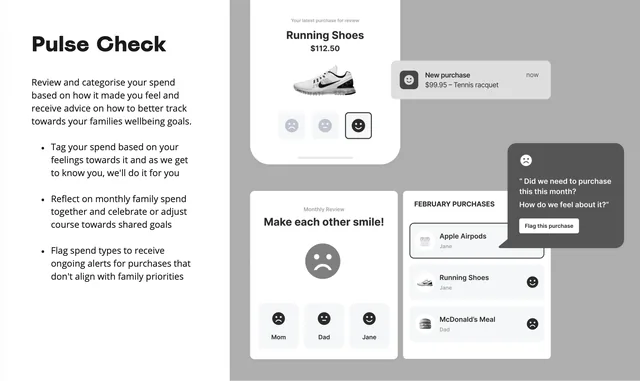 Pulse Check
Review and categorise your spend
based on how it made you feel and
receive advice on how to better track
towards your families wellbeing goals.
• Tag your spend based on your
feelings towards it and as we get
to know you, we'll do it for you
• Reflect on monthly family spend
together and celebrate or adjust
course towards shared goals
• Flag spend types to receive
ongoing alerts for purchases that
don't align with family priorities
Your latest purchase for review
Running Shoes
$112.50
New purchase
now
$99.95 – Tennis racquet
Monthly Review
Make each other smile!
Mom
Dad
Jane
FEBRUARY PURCHASES
Apple Airpods
Jane
Running Shoes
Jane
McDonald's Meal
Dad
" Did we need to purchase
this this month?
How do we feel about it?"
Flag this purchase